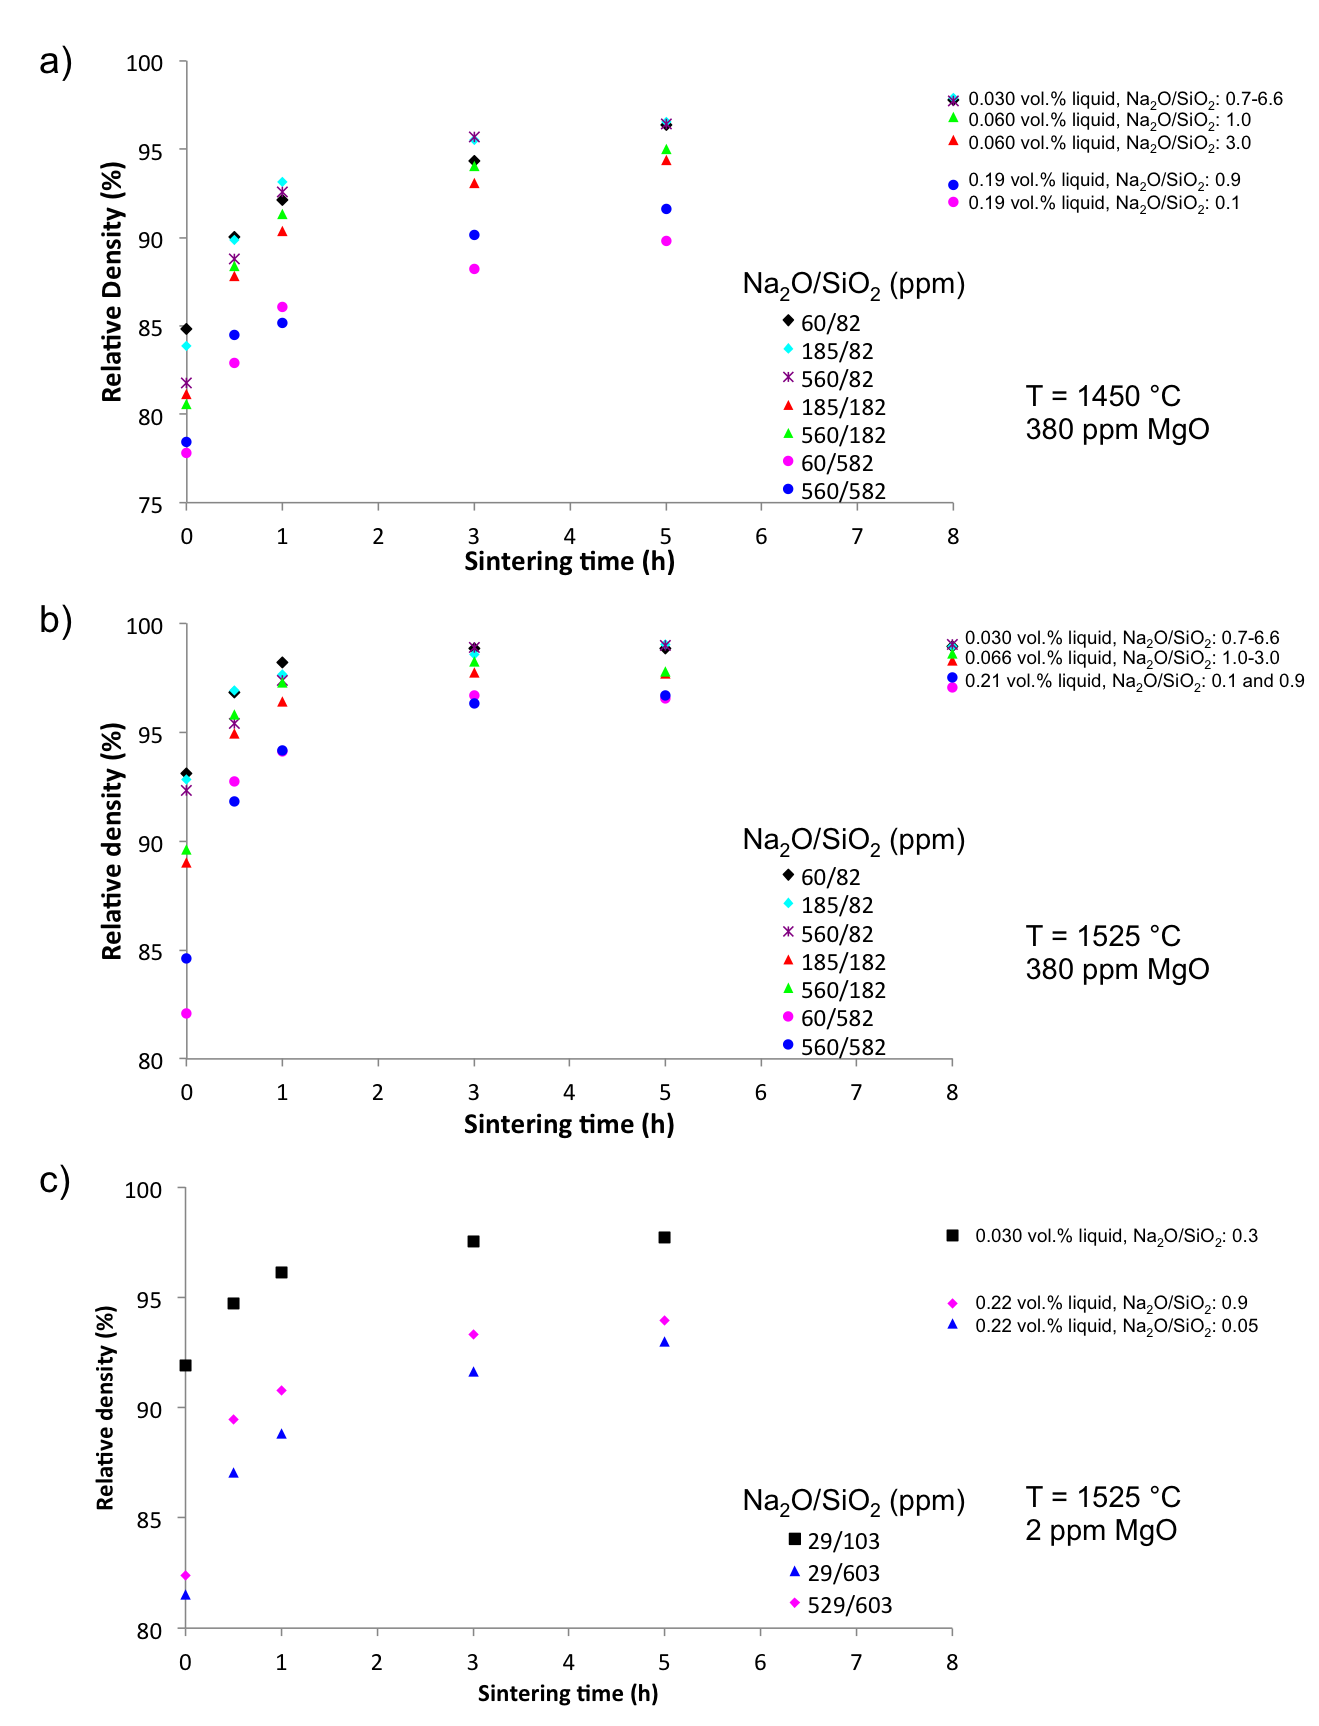 a)
100
95
90
85
80
75
Relative Density (%)
0 1 2 3 4 5 6 7 8
Sintering time (h)
0.030 vol.% liquid, Na₂O/SiO₂: 0.7-6.6
0.060 vol.% liquid, Na₂O/SiO₂: 1.0
0.060 vol.% liquid, Na₂O/SiO₂: 3.0
0.19 vol.% liquid, Na₂O/SiO₂: 0.9
0.19 vol.% liquid, Na₂O/SiO₂: 0.1
Na₂O/SiO₂ (ppm)
60/82
185/82
560/82
185/182
560/182
60/582
560/582
T = 1450 °C
380 ppm MgO
b)
100
95
90
85
80
Relative density (%)
0 1 2 3 4 5 6 7 8
Sintering time (h)
0.030 vol.% liquid, Na₂O/SiO₂: 0.7-6.6
0.066 vol.% liquid, Na₂O/SiO₂: 1.0-3.0
0.21 vol.% liquid, Na₂O/SiO₂: 0.1 and 0.9
Na₂O/SiO₂ (ppm)
60/82
185/82
560/82
185/182
560/182
60/582
560/582
T = 1525 °C
380 ppm MgO
c)
100
95
90
85
80
Relative density (%)
0 1 2 3 4 5 6 7 8
Sintering time (h)
0.030 vol.% liquid, Na₂O/SiO₂: 0.3
0.22 vol.% liquid, Na₂O/SiO₂: 0.9
0.22 vol.% liquid, Na₂O/SiO₂: 0.05
Na₂O/SiO₂ (ppm)
29/103
29/603
529/603
T = 1525 °C
2 ppm MgO